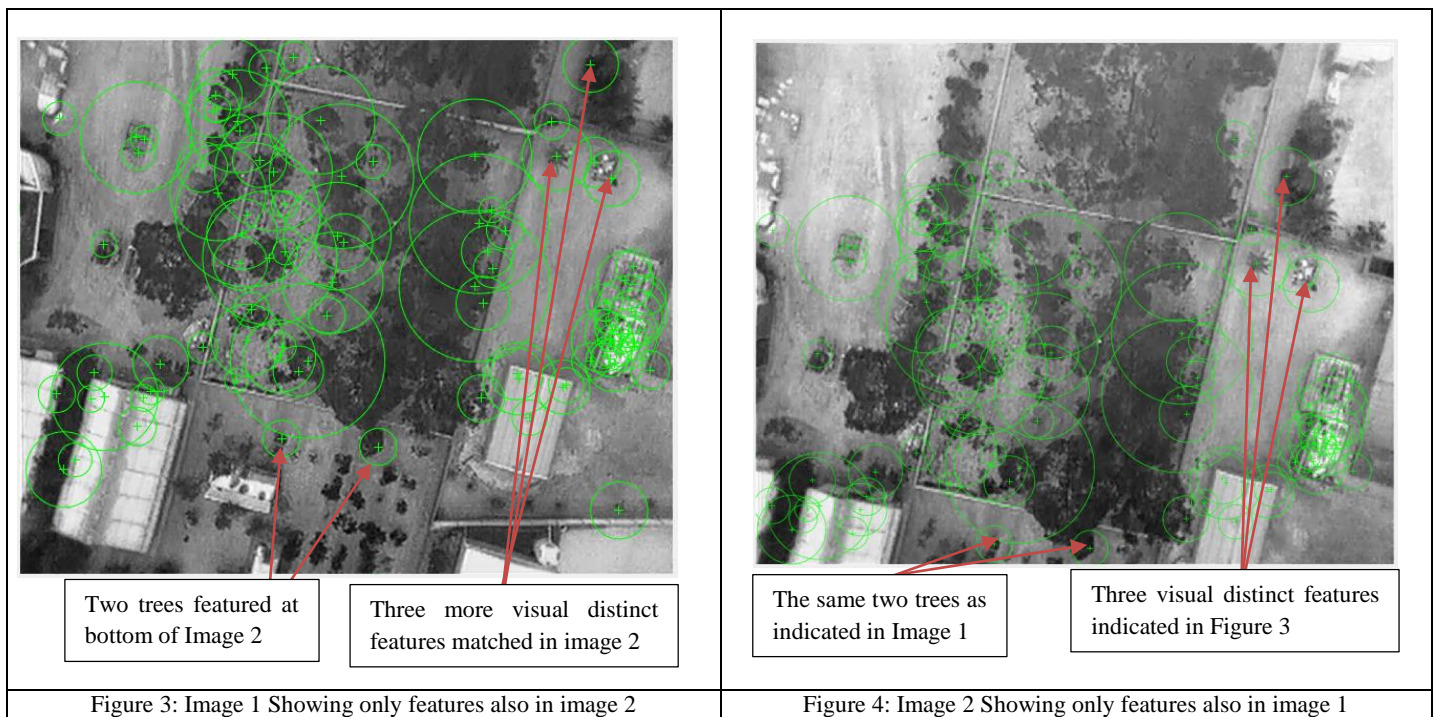 Two trees featured at
bottom of Image 2
Three more visual distinct
features matched in image 2
Figure 3: Image 1 Showing only features also in image 2
The same two trees as
indicated in Image 1
Three visual distinct features
indicated in Figure 3
Figure 4: Image 2 Showing only features also in image 1